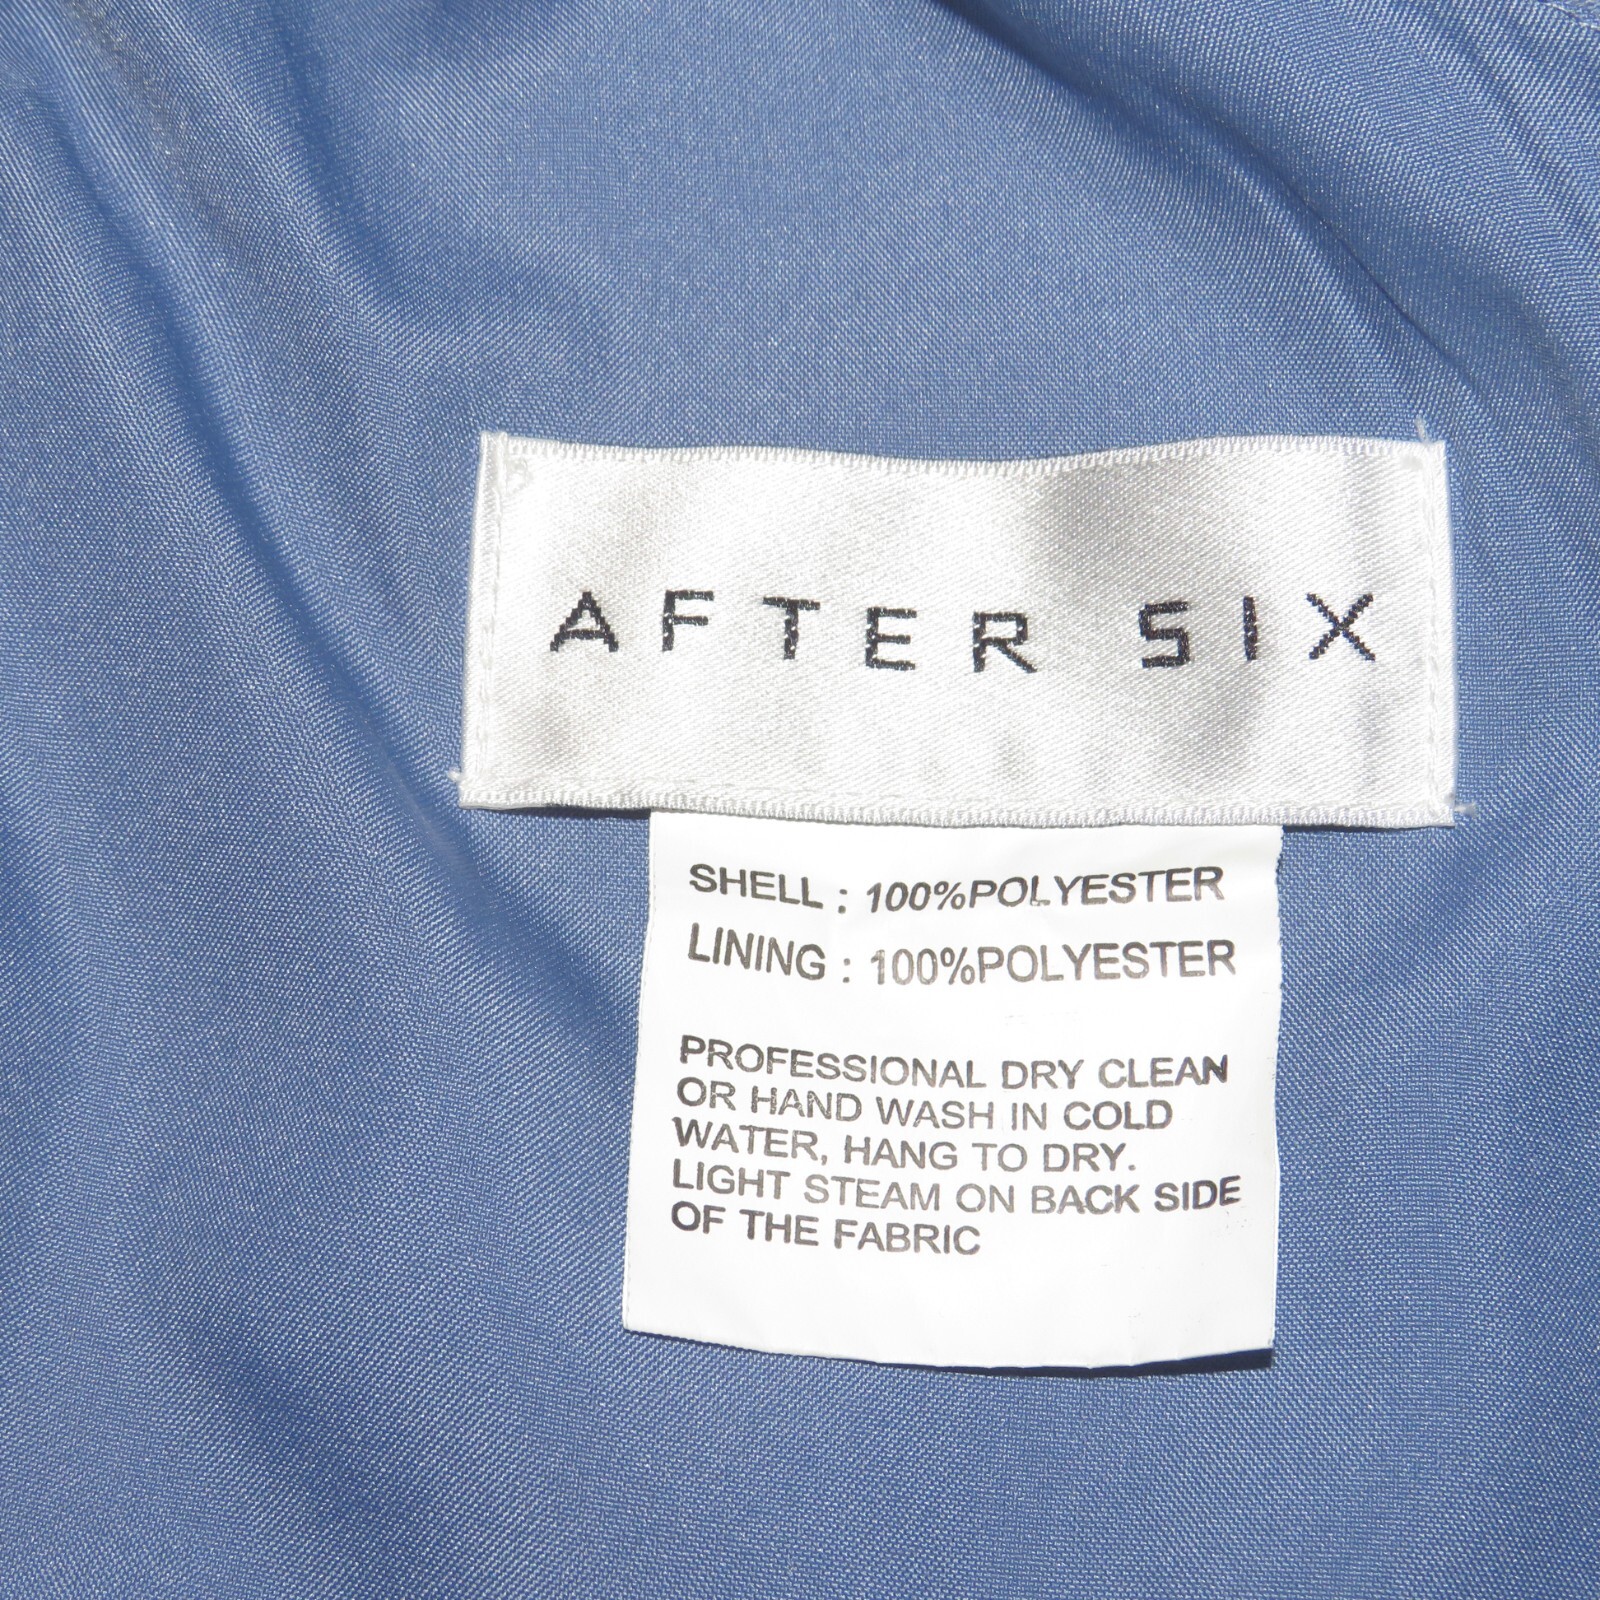 AFTER SIX
SHELL : 100%POLYESTER
LINING : 100%POLYESTER
PROFESSIONAL DRY CLEAN
OR HAND WASH IN COLD
WATER, HANG TO DRY.
LIGHT STEAM ON BACK SIDE
OF THE FABRIC